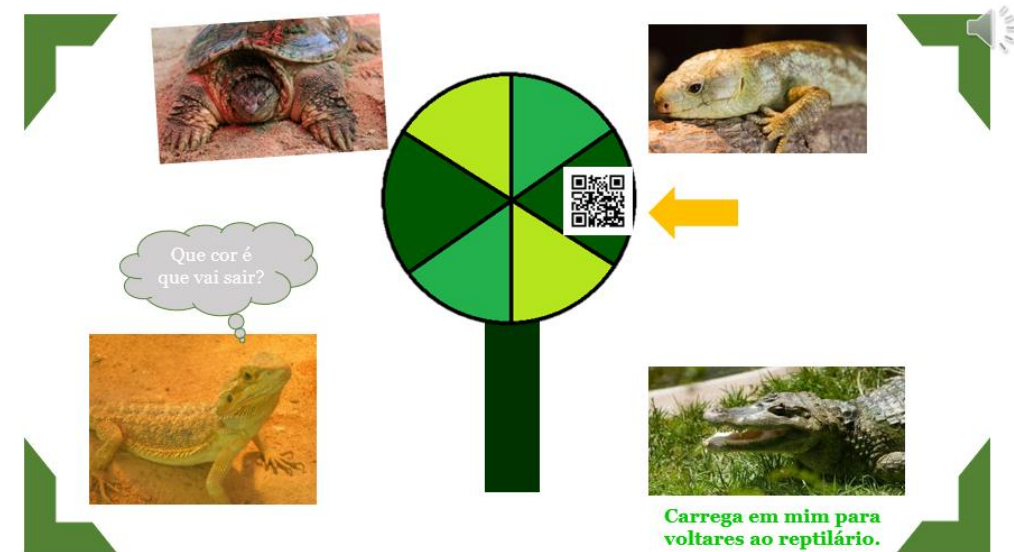 Que cor é
que vai sair?
Carrega em mim para
voltares ao reptilário.